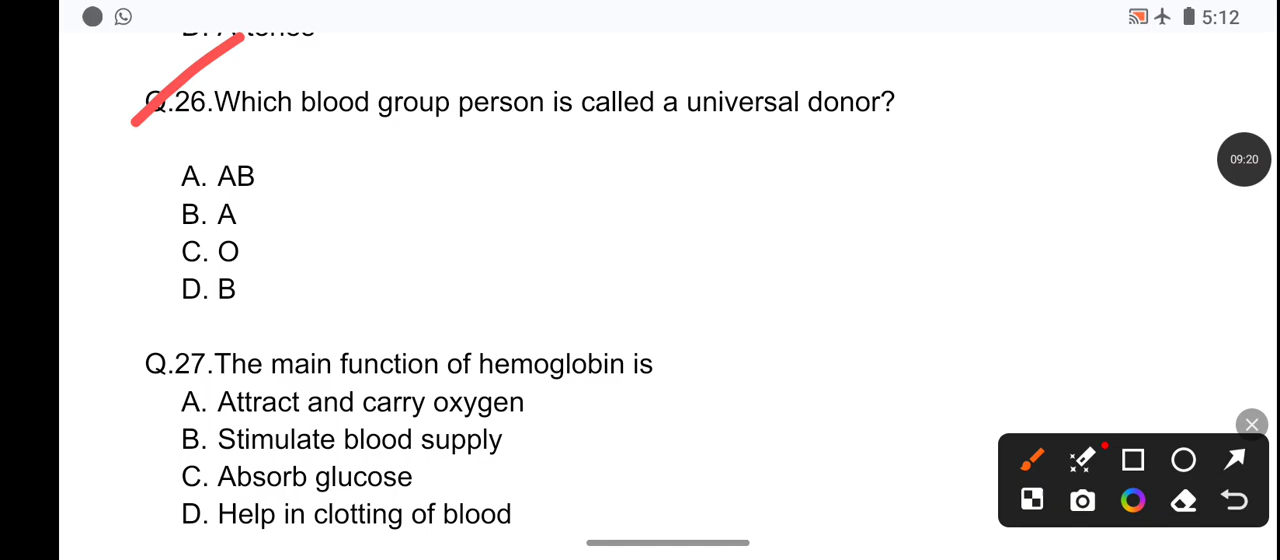 5:12
Q.26.Which blood group person is called a universal donor?
09:20
A. AB
B. A
C. O
D. B
Q.27.The main function of hemoglobin is
A. Attract and carry oxygen
B. Stimulate blood supply
C. Absorb glucose
D. Help in clotting of blood